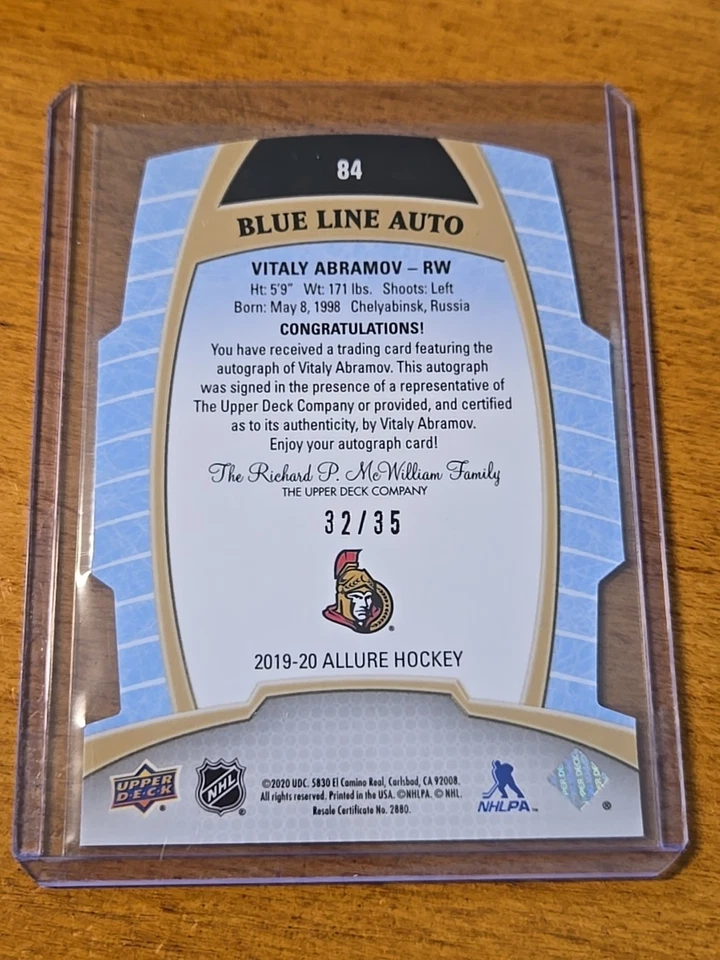 84
BLUE LINE AUTO
VITALY ABRAMOV – RW
Ht: 5'9" Wt: 171 lbs. Shoots: Left
Born: May 8, 1998 Chelyabinsk, Russia
CONGRATULATIONS!
You have received a trading card featuring the
autograph of Vitaly Abramov. This autograph
was signed in the presence of a representative of
The Upper Deck Company or provided, and certified
as to its authenticity, by Vitaly Abramov.
Enjoy your autograph card!
The Richard P. McWilliam Family
THE UPPER DECK COMPANY
32/35
®
2019-20 ALLURE HOCKEY
UPPER
D·E·C·K ®
NHL ®
©2020 UDC. 5830 El Camino Real, Carlsbad, CA 92008.
All rights reserved. Printed in the USA. ©NHLPA. © NHL.
Resale Certificate No. 2880.
NHLPA™
®